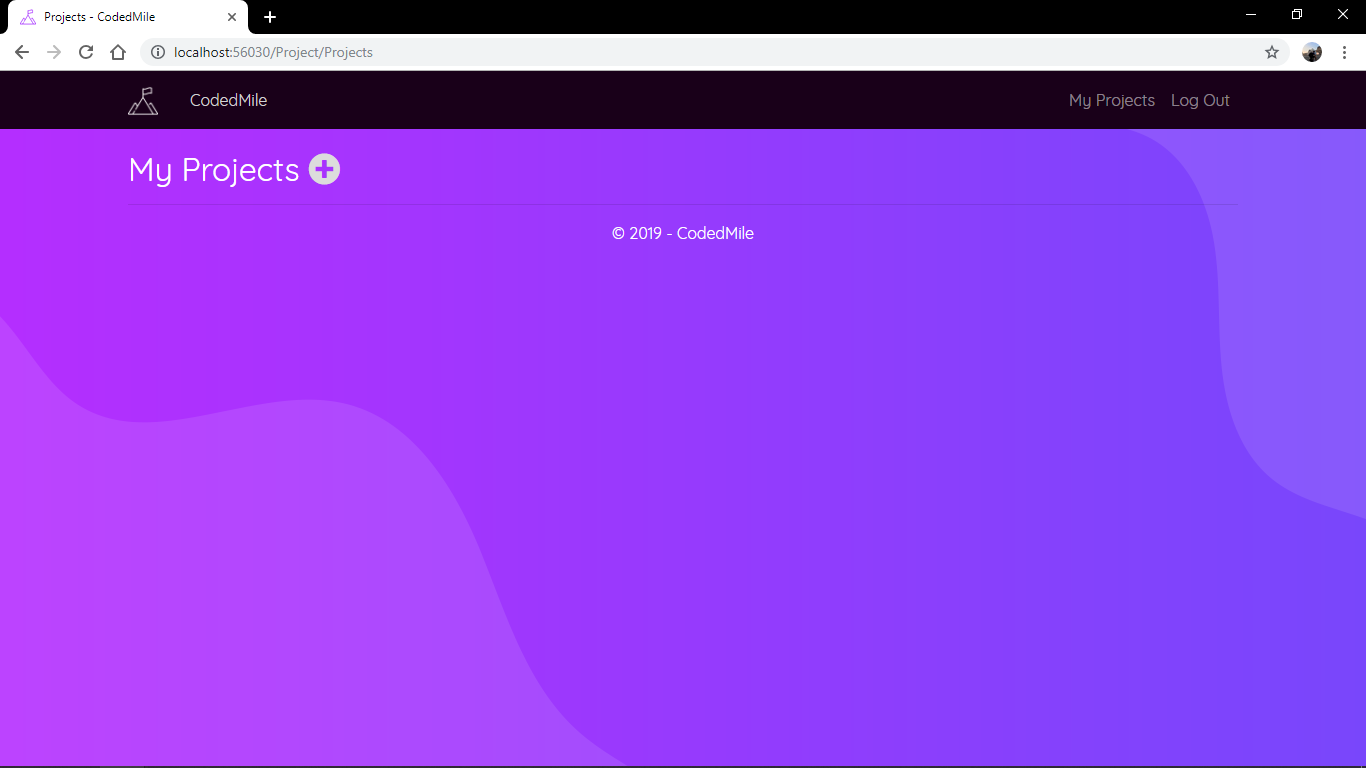 Projects - CodedMile
localhost:56030/Project/Projects
CodedMile
My Projects
Log Out
My Projects
© 2019 - CodedMile